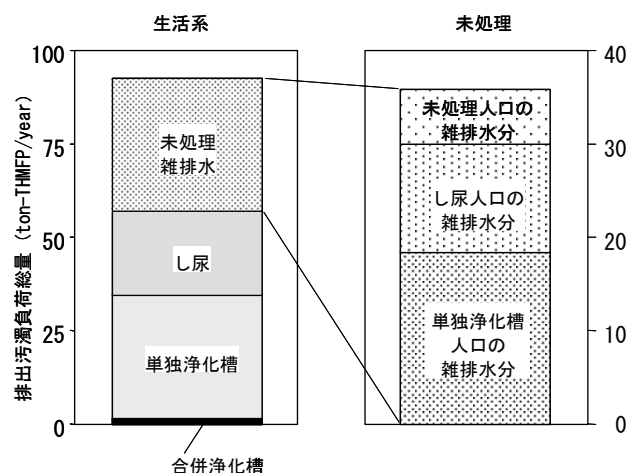 生活系
未処理
排出汚濁負荷総量 (ton-THMFP/year)
100
75
50
25
0
未処理
雑排水
し尿
単独浄化槽
合併浄化槽
未処理人口の
雑排水分
し尿人口の
雑排水分
単独浄化槽
人口の
雑排水分
40
30
20
10
0